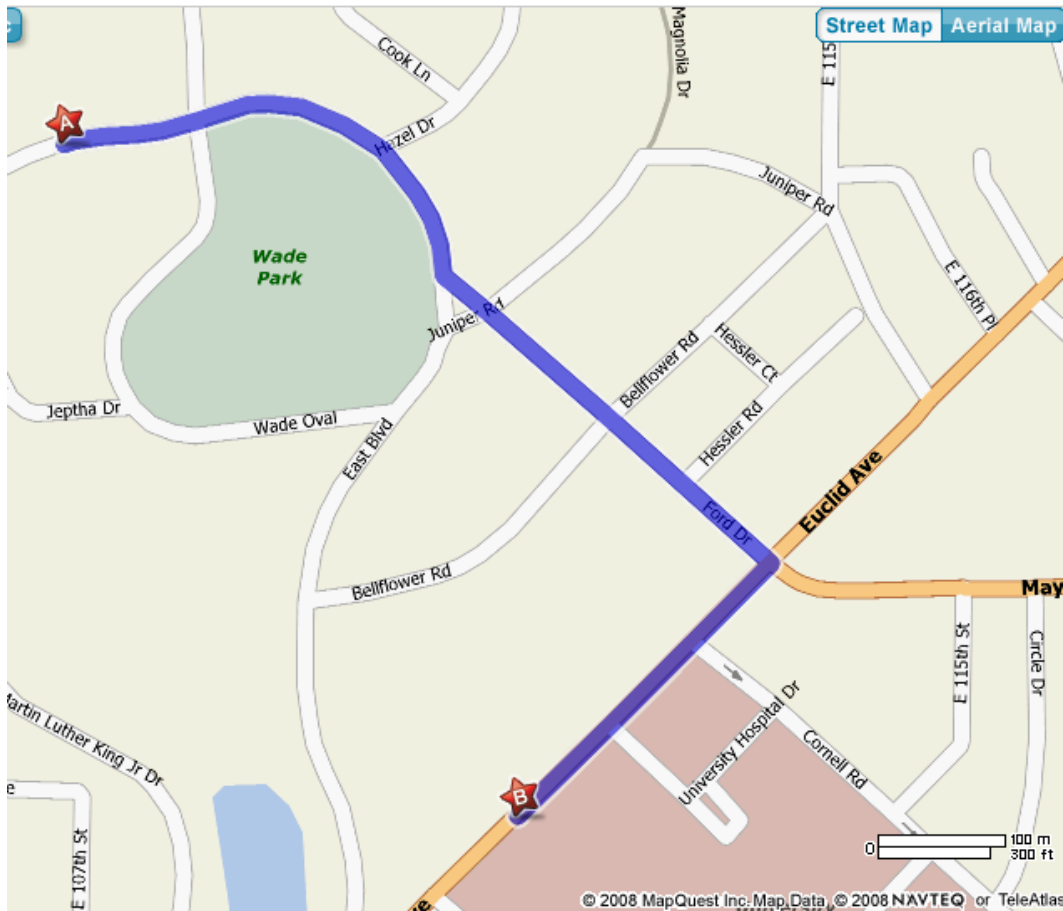 Street Map
Aerial Map
Cook Ln
Magnolia Dr
E 115
A
Hazel Dr
Juniper Rd
Wade
Park
E 116th Pl
Juniper Rd
Hessler Ct
Bellflower Rd
Jeptha Dr
Wade Oval
Hessler Rd
East Blvd
Euclid Ave
Ford Dr
Bellflower Rd
May
E 115th St
Circle Dr
Martin Luther King Jr Dr
University Hospital Dr
Cornell Rd
B
e
E 107th St
0
100 m
300 ft
ve
© 2008 MapQuest Inc. Map Data © 2008 NAVTEQ or TeleAtlas